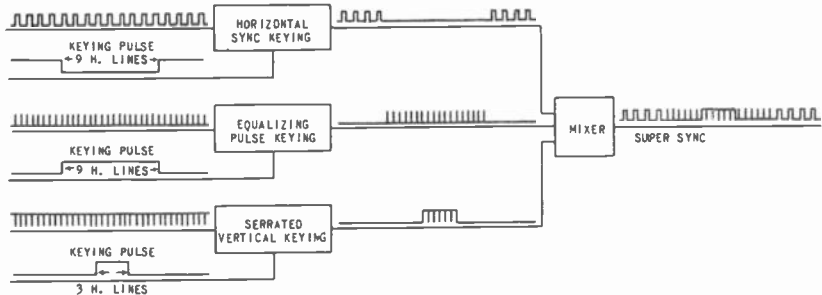 HORIZONTAL
SYNC KEYING
KEYING PULSE
9 H. LINES
EQUALIZING
PULSE KEYING
KEYING PULSE
9 H. LINES
MIXER
SUPER SYNC
SERRATED
VERTICAL KEYING
KEYING PULSE
3 H. LINES